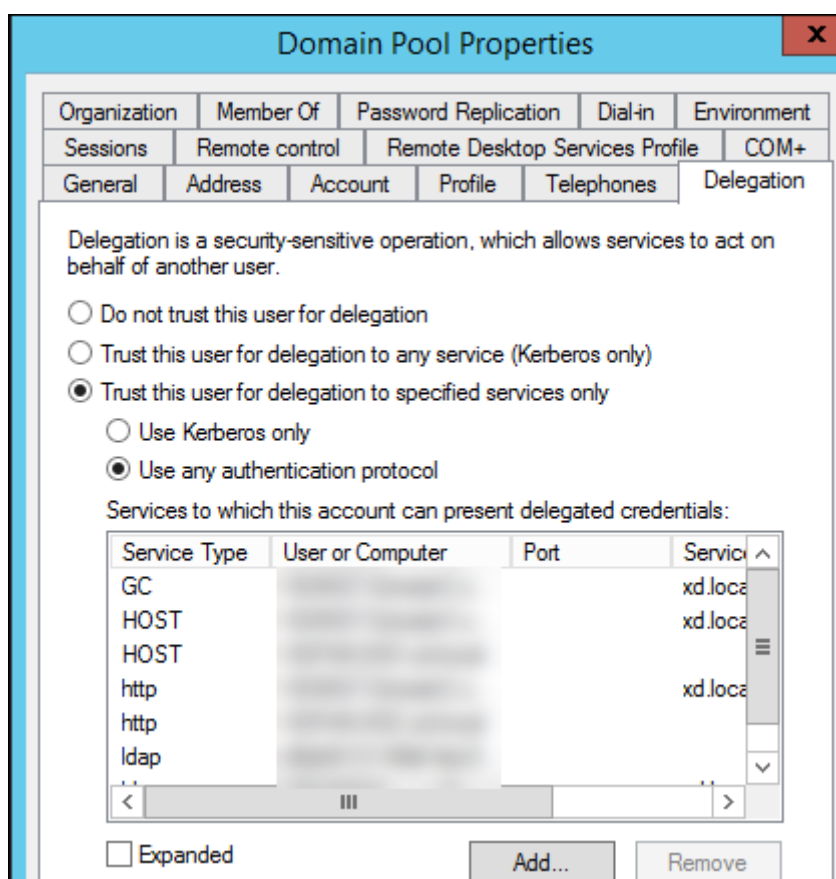 Domain Pool Properties
x
Organization Member Of Password Replication Dial-in Environment
Sessions Remote control Remote Desktop Services Profile COM+
General Address Account Profile Telephones Delegation
Delegation is a security-sensitive operation, which allows services to act on
behalf of another user.
Do not trust this user for delegation
Trust this user for delegation to any service (Kerberos only)
Trust this user for delegation to specified services only
Use Kerberos only
Use any authentication protocol
Services to which this account can present delegated credentials:
Service Type User or Computer Port Servic
GC xd.loca
HOST xd.loca
HOST
http xd.loca
http
ldap
Expanded Add... Remove